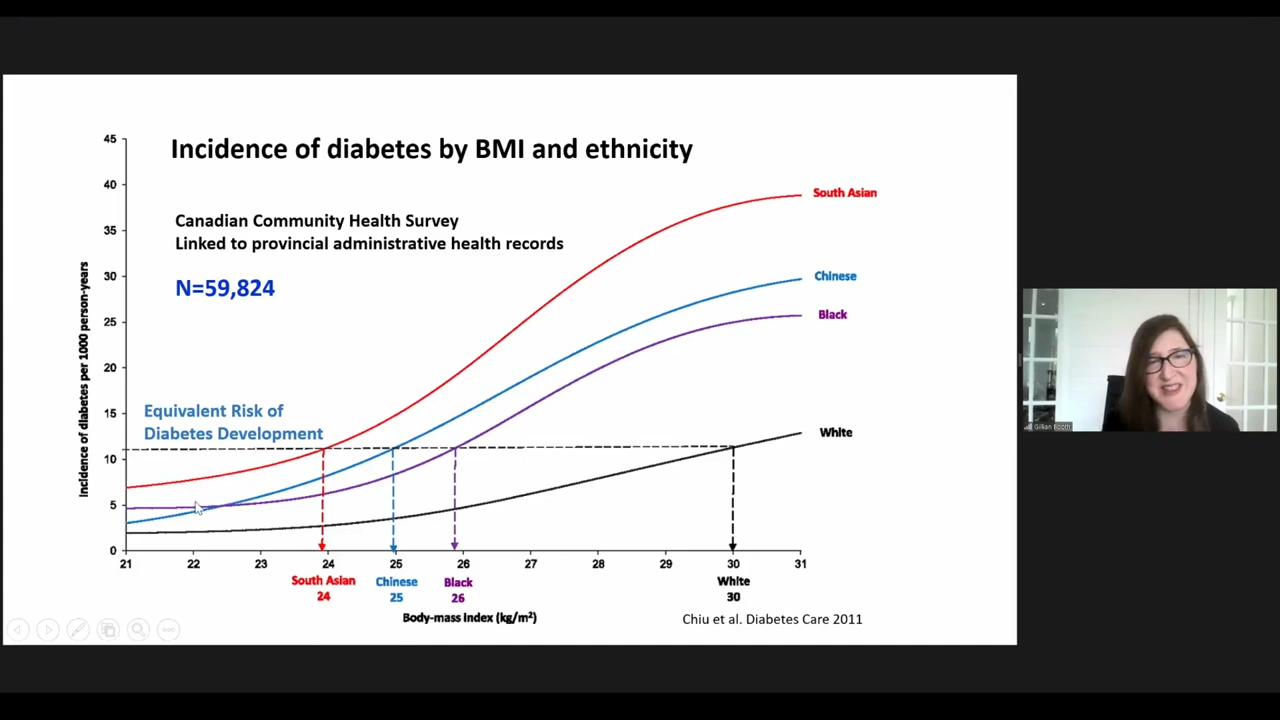 Incidence of diabetes by BMI and ethnicity
Canadian Community Health Survey
Linked to provincial administrative health records
N=59,824
Incidence of diabetes per 1000 person-years
45
40
35
30
25
20
15
10
5
0
South Asian
Chinese
Black
White
Equivalent Risk of
Diabetes Development
21 22 23 24 25 26 27 28 29 30 31
South Asian Chinese Black White
24 25 26 30
Body-mass index (kg/m²)
Chiu et al. Diabetes Care 2011
Gillian Booth